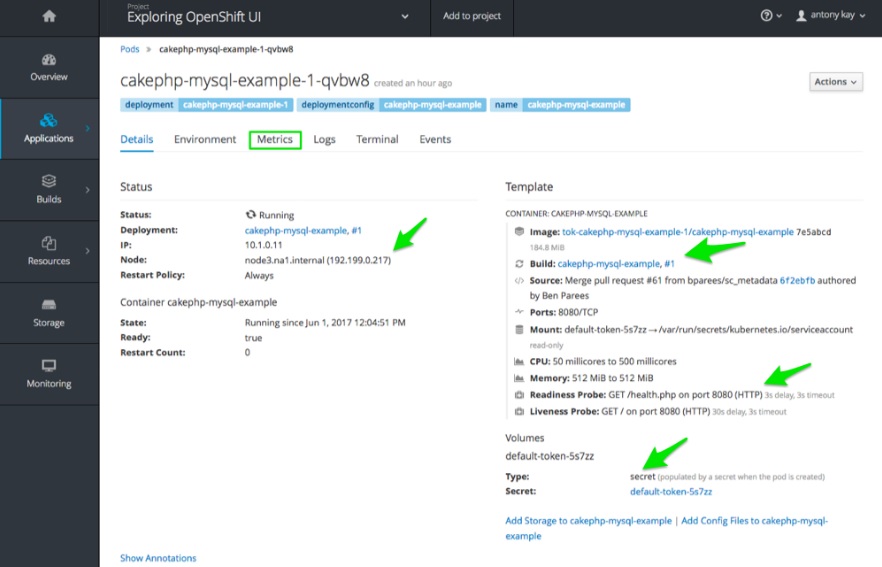 Project
Exploring OpenShift UI
Add to project
antony kay
Overview
Applications
Builds
Resources
Storage
Monitoring
Pods » cakephp-mysql-example-1-qvbw8
cakephp-mysql-example-1-qvbw8 created an hour ago
Actions
deployment cakephp-mysql-example-1 deploymentconfig cakephp-mysql-example name cakephp-mysql-example
Details Environment Metrics Logs Terminal Events
Status
Status: Running
Deployment: cakephp-mysql-example, #1
IP: 10.1.0.11
Node: node3.na1.internal (192.199.0.217)
Restart Policy: Always
Container cakephp-mysql-example
State: Running since Jun 1, 2017 12:04:51 PM
Ready: true
Restart Count: 0
Show Annotations
Template
CONTAINER: CAKEPHP-MYSQL-EXAMPLE
Image: tok-cakephp-mysql-example-1/cakephp-mysql-example 7e5abcd
184.8 MiB
Build: cakephp-mysql-example, #1
</> Source: Merge pull request #61 from bparees/sc_metadata 6f2ebfb authored
by Ben Parees
Ports: 8080/TCP
Mount: default-token-5s7zz → /var/run/secrets/kubernetes.io/serviceaccount
read-only
CPU: 50 millicores to 500 millicores
Memory: 512 MiB to 512 MiB
Readiness Probe: GET /health.php on port 8080 (HTTP) 3s delay, 3s timeout
Liveness Probe: GET / on port 8080 (HTTP) 30s delay, 3s timeout
Volumes
default-token-5s7zz
Type: secret (populated by a secret when the pod is created)
Secret: default-token-5s7zz
Add Storage to cakephp-mysql-example | Add Config Files to cakephp-mysql-
example